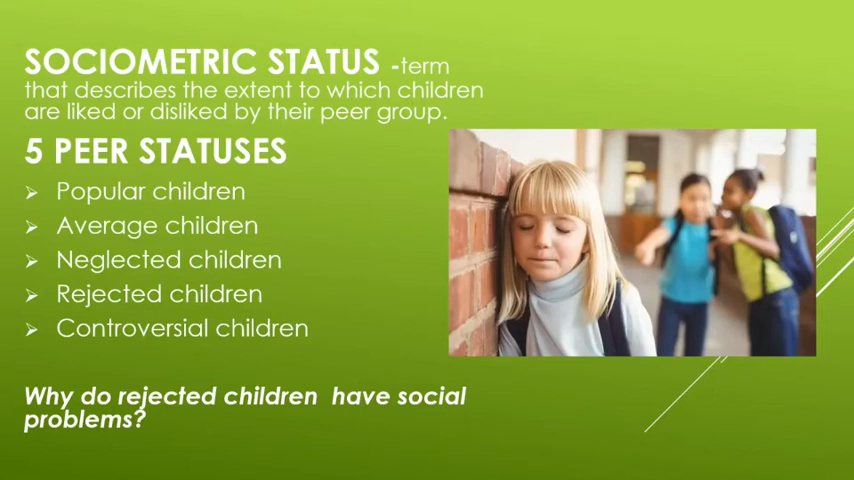 SOCIOMETRIC STATUS -term
that describes the extent to which children
are liked or disliked by their peer group.
5 PEER STATUSES
➢ Popular children
➢ Average children
➢ Neglected children
➢ Rejected children
➢ Controversial children
Why do rejected children have social
problems?